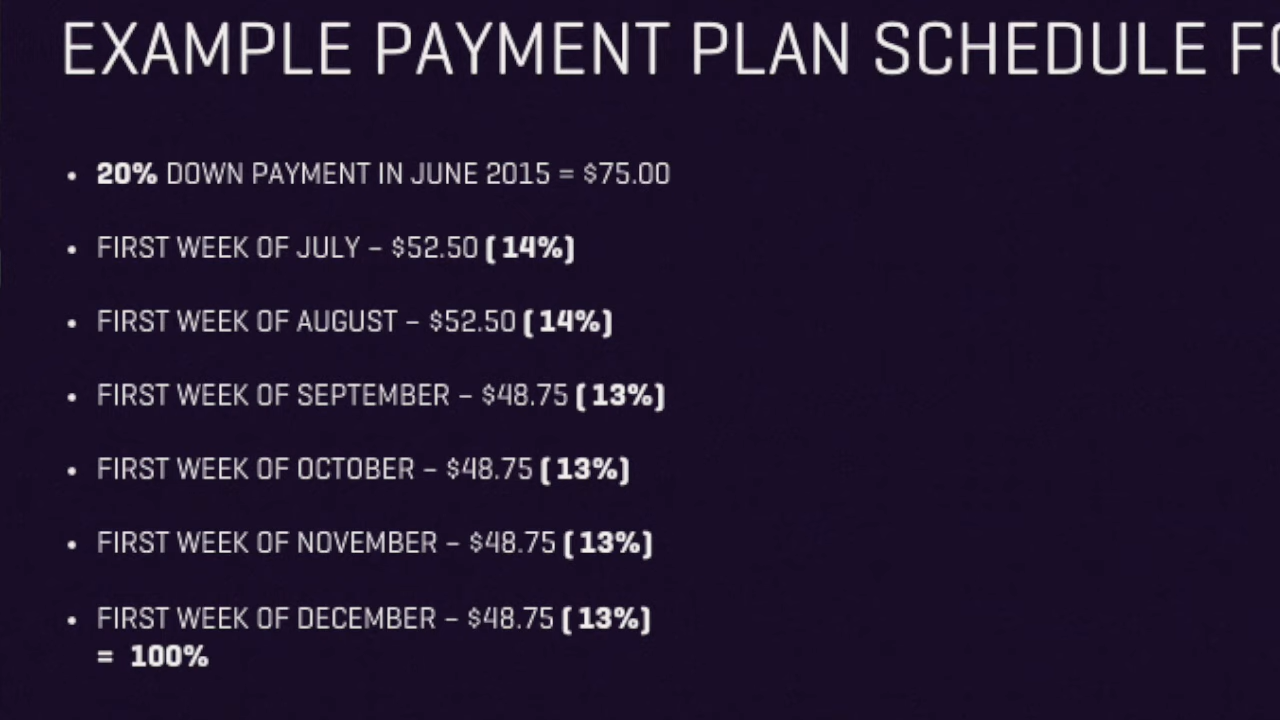 EXAMPLE PAYMENT PLAN SCHEDULE
• 20% DOWN PAYMENT IN JUNE 2015 = $75.00
• FIRST WEEK OF JULY – $52.50 (14%)
• FIRST WEEK OF AUGUST – $52.50 (14%)
• FIRST WEEK OF SEPTEMBER – $48.75 (13%)
• FIRST WEEK OF OCTOBER – $48.75 (13%)
• FIRST WEEK OF NOVEMBER – $48.75 (13%)
• FIRST WEEK OF DECEMBER – $48.75 (13%)
= 100%